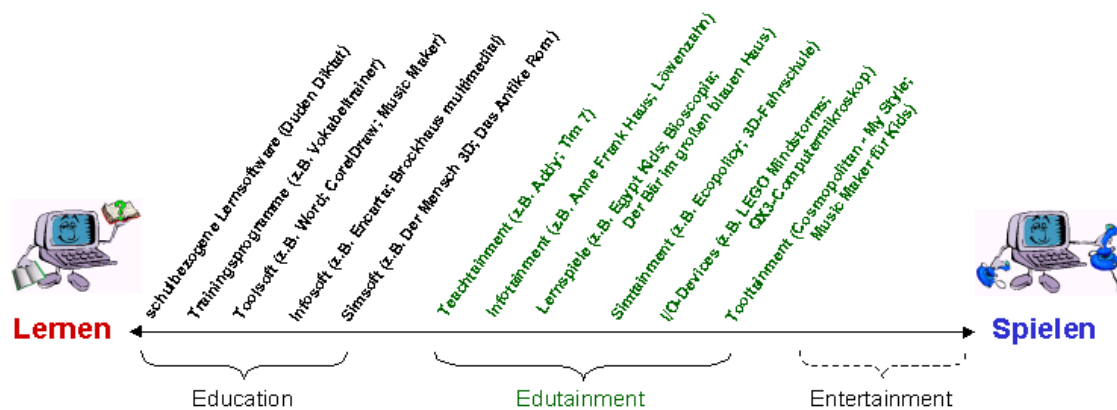 schulbezogene Lernsoftware (Duden Diktat)
Trainingsprogramme (z.B. Vokabeltrainer)
Toolsoft (z.B. Word; CorelDraw; Music Maker)
Infosoft (z.B. Encarta; Brockhaus multimedial)
Simsoft (z.B. Der Mensch 3D; Das Antike Rom)
Teachtainment (z.B. Addy; Tim 7)
Infotainment (z.B. Anne Frank Haus; Löwenzahn)
Lernspiele (z.B. Egypt Kids; Bioscopia;
Der Bär im großen blauen Haus)
Simtainment (z.B. Ecopolicy; 3D-Fahrschule)
I/O-Devices (z.B. LEGO Mindstorms;
QX3-Computermikroskop)
Tooltainment (Cosmopolitan - My Style;
Music Maker für Kids)
Lernen
Spielen
Education
Edutainment
Entertainment